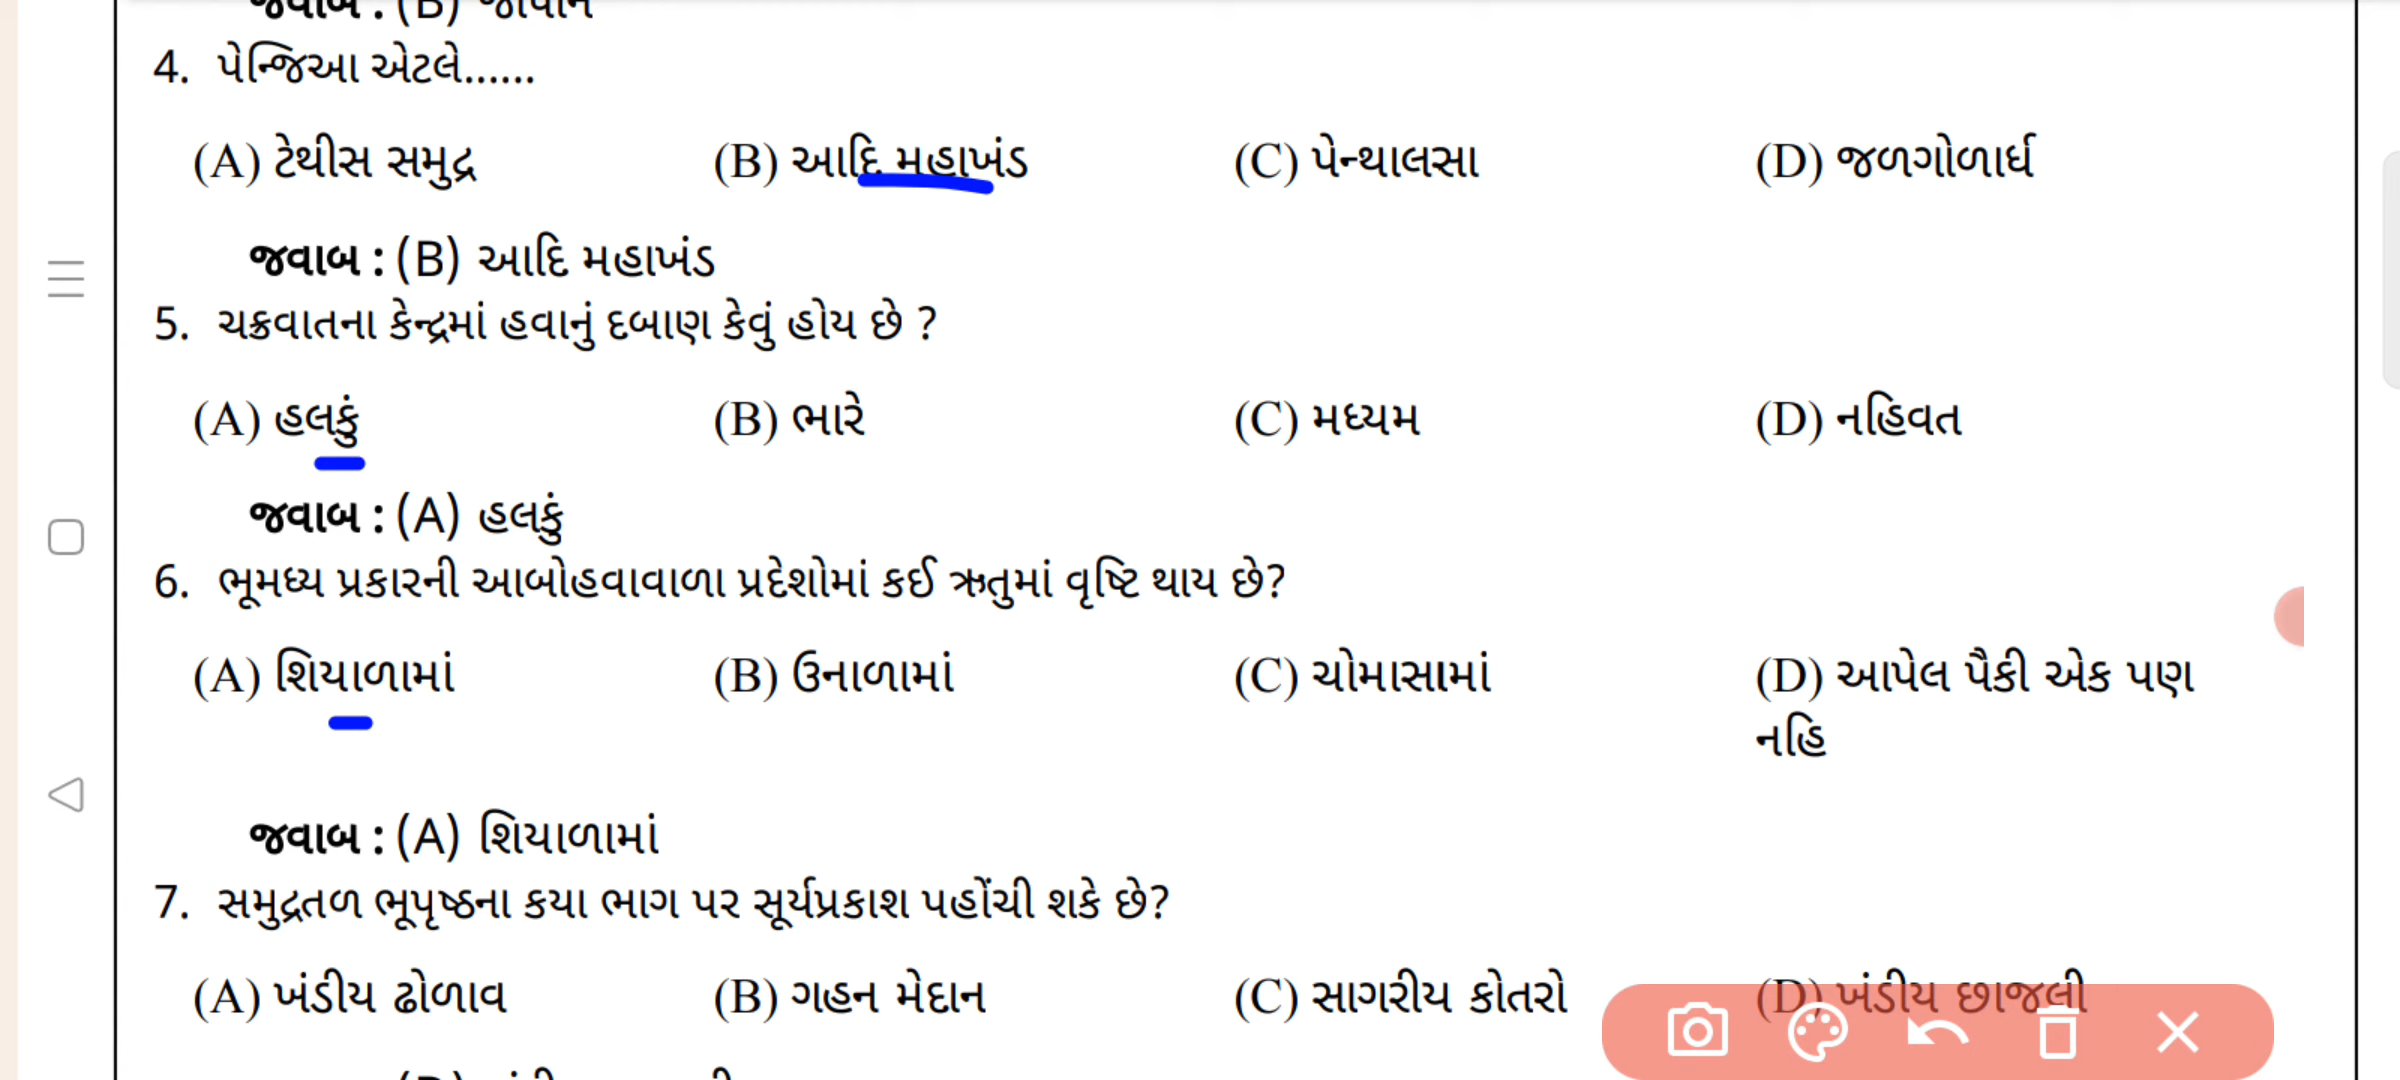 જવાબ : (B) જાપાન
4. પેન્જિઆ એટલે......
(A) ટેથીસ સમુદ્ર (B) આદિ મહાખંડ (C) પેન્થાલસા (D) જળગોળાર્ધ
જવાબ : (B) આદિ મહાખંડ
5. ચક્રવાતના કેન્દ્રમાં હવાનું દબાણ કેવું હોય છે ?
(A) હલકું (B) ભારે (C) મધ્યમ (D) નહિવત
જવાબ : (A) હલકું
6. ભૂમધ્ય પ્રકારની આબોહવાવાળા પ્રદેશોમાં કઈ ઋતુમાં વૃષ્ટિ થાય છે?
(A) શિયાળામાં (B) ઉનાળામાં (C) ચોમાસામાં (D) આપેલ પૈકી એક પણ
નહિ
જવાબ : (A) શિયાળામાં
7. સમુદ્રતળ ભૂપૃષ્ઠના કયા ભાગ પર સૂર્યપ્રકાશ પહોંચી શકે છે?
(A) ખંડીય ઢોળાવ (B) ગહન મેદાન (C) સાગરીય કોતરો (D) ખંડીય છાજલી